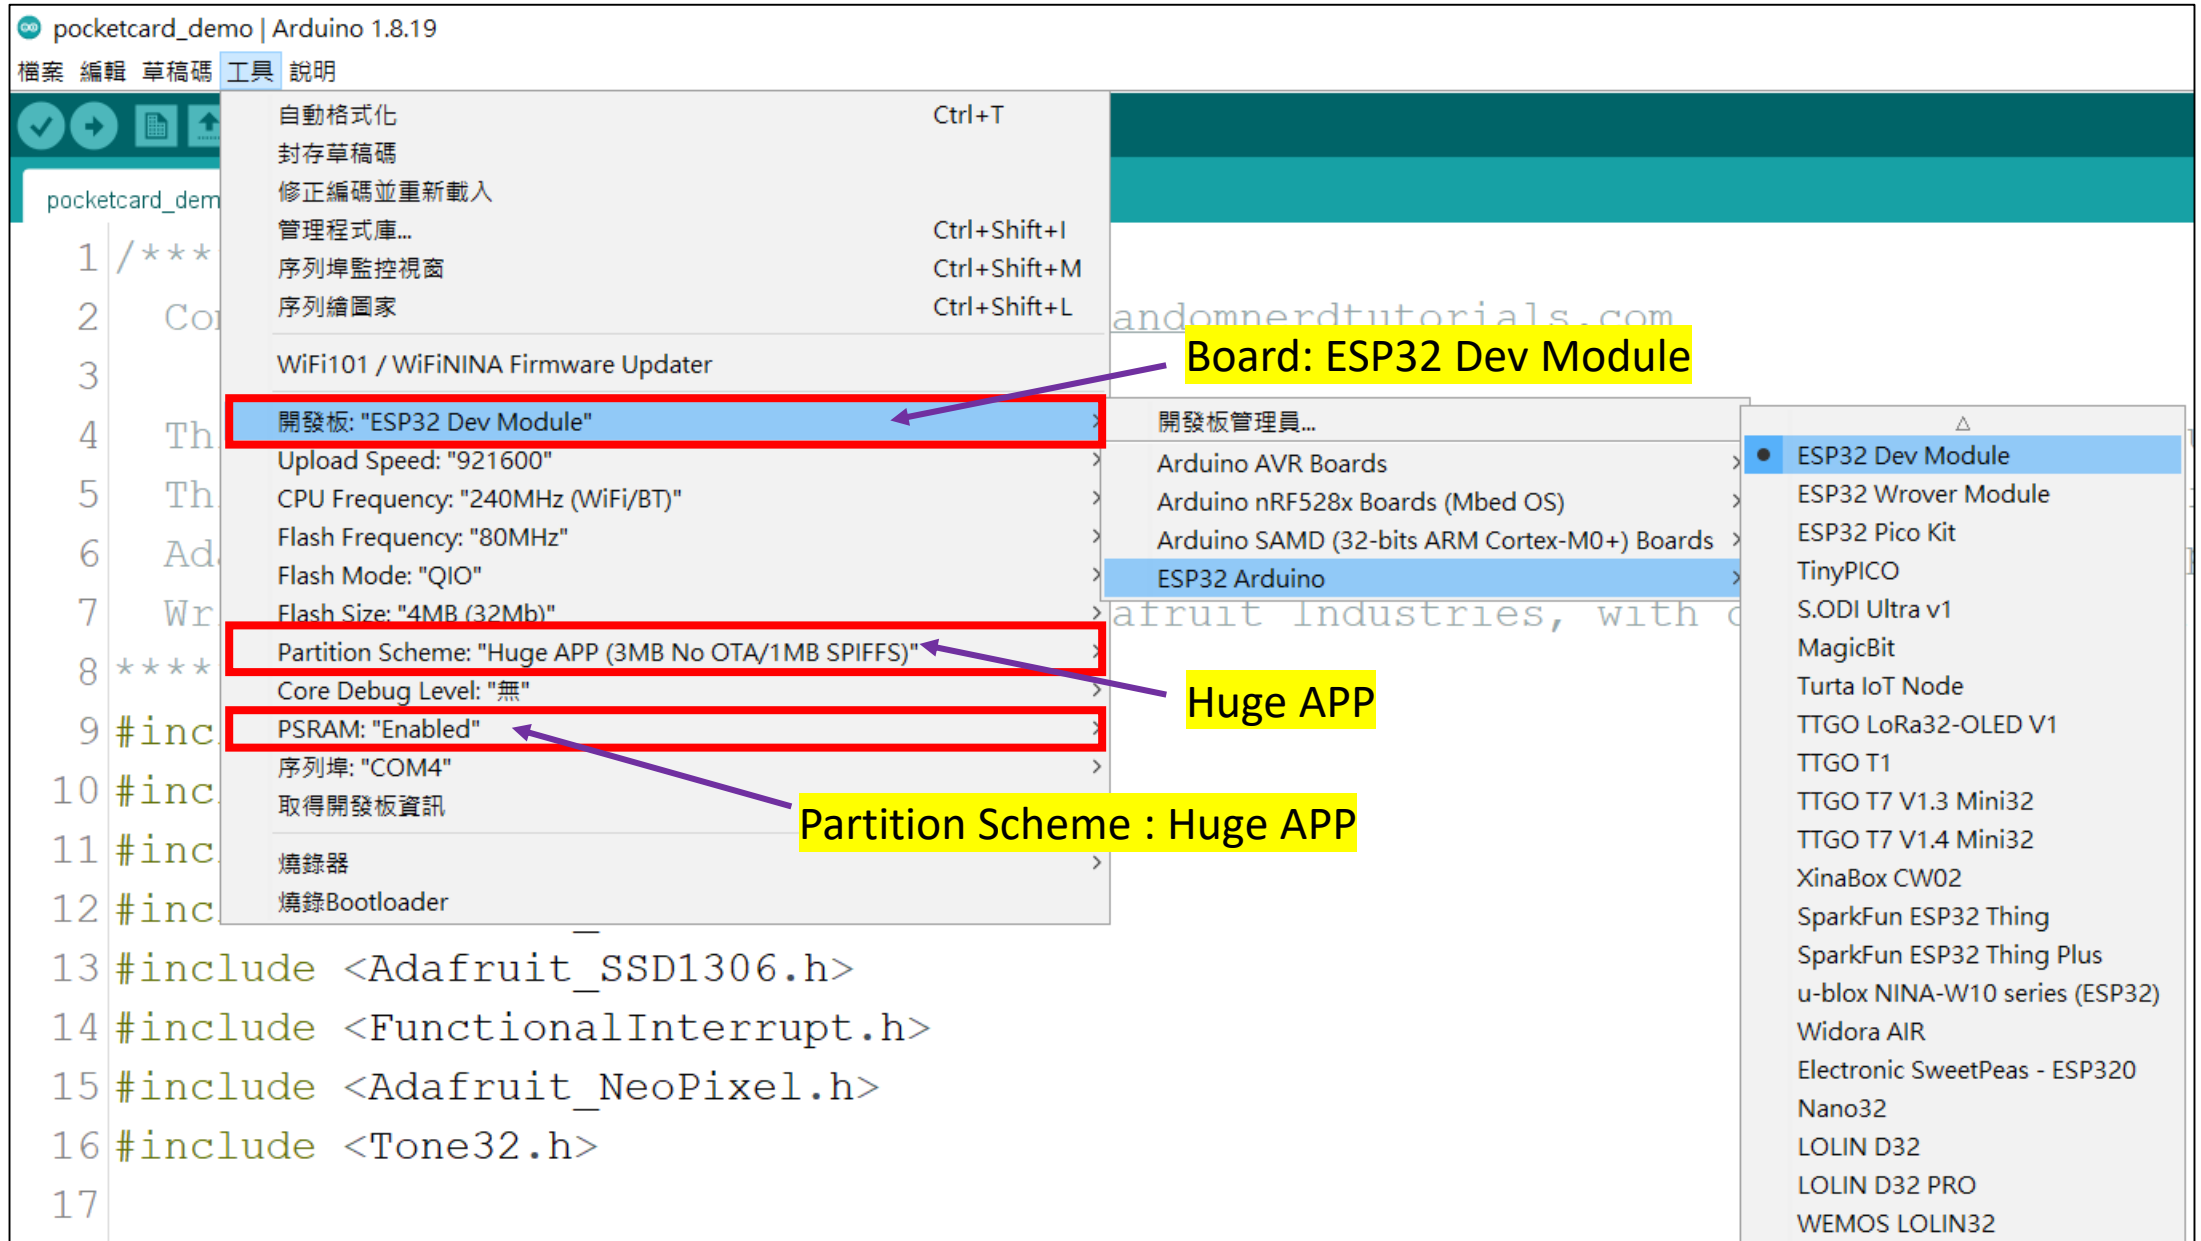 pocketcard_demo | Arduino 1.8.19
檔案 編輯 草稿碼 工具 說明
自動格式化 Ctrl+T
封存草稿碼
修正編碼並重新載入
管理程式庫... Ctrl+Shift+I
序列埠監控視窗 Ctrl+Shift+M
序列繪圖家 Ctrl+Shift+L
WiFi101 / WiFiNINA Firmware Updater
開發板: "ESP32 Dev Module"
Upload Speed: "921600"
CPU Frequency: "240MHz (WiFi/BT)"
Flash Frequency: "80MHz"
Flash Mode: "QIO"
Flash Size: "4MB (32Mb)"
Partition Scheme: "Huge APP (3MB No OTA/1MB SPIFFS)"
Core Debug Level: "無"
PSRAM: "Enabled"
序列埠: "COM4"
取得開發板資訊
燒錄器
燒錄Bootloader
Board: ESP32 Dev Module
Huge APP
Partition Scheme : Huge APP
開發板管理員...
Arduino AVR Boards
Arduino nRF528x Boards (Mbed OS)
Arduino SAMD (32-bits ARM Cortex-M0+) Boards
ESP32 Arduino
ESP32 Dev Module
ESP32 Wrover Module
ESP32 Pico Kit
TinyPICO
S.ODI Ultra v1
MagicBit
Turta IoT Node
TTGO LoRa32-OLED V1
TTGO T1
TTGO T7 V1.3 Mini32
TTGO T7 V1.4 Mini32
XinaBox CW02
SparkFun ESP32 Thing
SparkFun ESP32 Thing Plus
u-blox NINA-W10 series (ESP32)
Widora AIR
Electronic SweetPeas - ESP320
Nano32
LOLIN D32
LOLIN D32 PRO
WEMOS LOLIN32
pocketcard_dem
1 /***
2 Co andomnerdtutorials.com
3
4 Th
5 Th
6 Ad
7 Wr afruit Industries, with
8 ****
9 #inc
10 #inc
11 #inc
12 #inc
13 #include <Adafruit_SSD1306.h>
14 #include <FunctionalInterrupt.h>
15 #include <Adafruit_NeoPixel.h>
16 #include <Tone32.h>
17